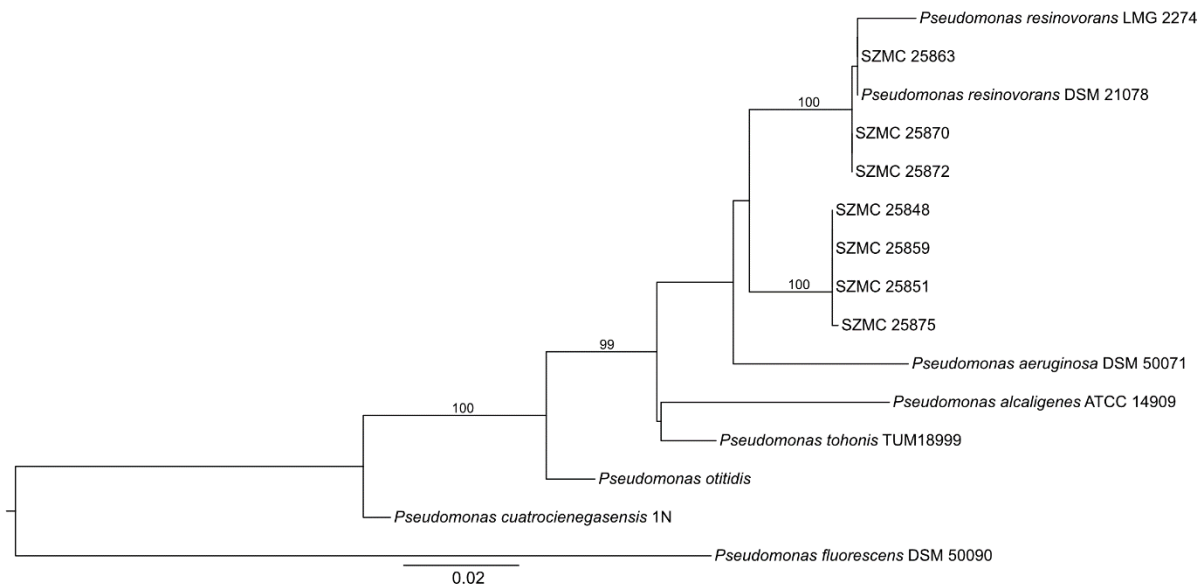 Pseudomonas resinovorans LMG 2274
SZMC 25863
Pseudomonas resinovorans DSM 21078
100
SZMC 25870
SZMC 25872
SZMC 25848
SZMC 25859
SZMC 25851
100
SZMC 25875
99
Pseudomonas aeruginosa DSM 50071
Pseudomonas alcaligenes ATCC 14909
100
Pseudomonas tohonis TUM18999
Pseudomonas otitidis
Pseudomonas cuatrocienegasensis 1N
Pseudomonas fluorescens DSM 50090
0.02